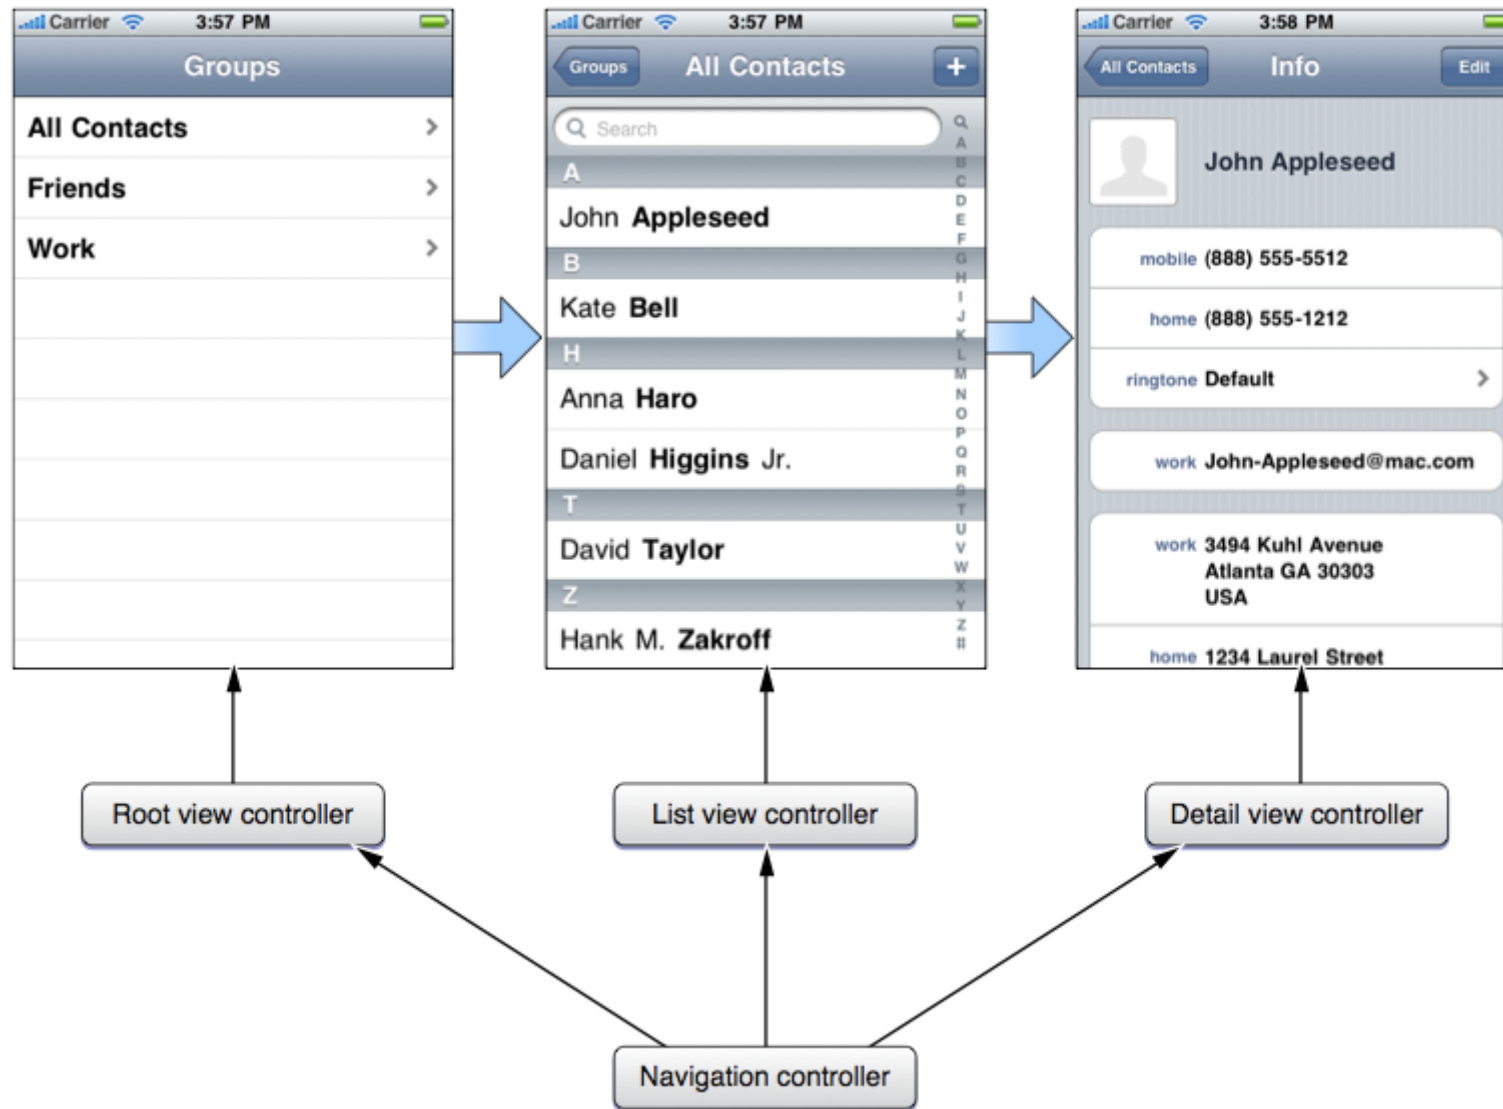 Carrier 3:57 PM
Groups
All Contacts
Friends
Work
Carrier 3:57 PM
Groups All Contacts +
Search
A
John Appleseed
B
Kate Bell
H
Anna Haro
Daniel Higgins Jr.
T
David Taylor
Z
Hank M. Zakroff
A
B
C
D
E
F
G
H
I
J
K
L
M
N
O
P
Q
R
S
T
U
V
W
X
Y
Z
#
Carrier 3:58 PM
All Contacts Info Edit
John Appleseed
mobile (888) 555-5512
home (888) 555-1212
ringtone Default
work John-Appleseed@mac.com
work 3494 Kuhl Avenue
Atlanta GA 30303
USA
home 1234 Laurel Street
Root view controller
List view controller
Detail view controller
Navigation controller